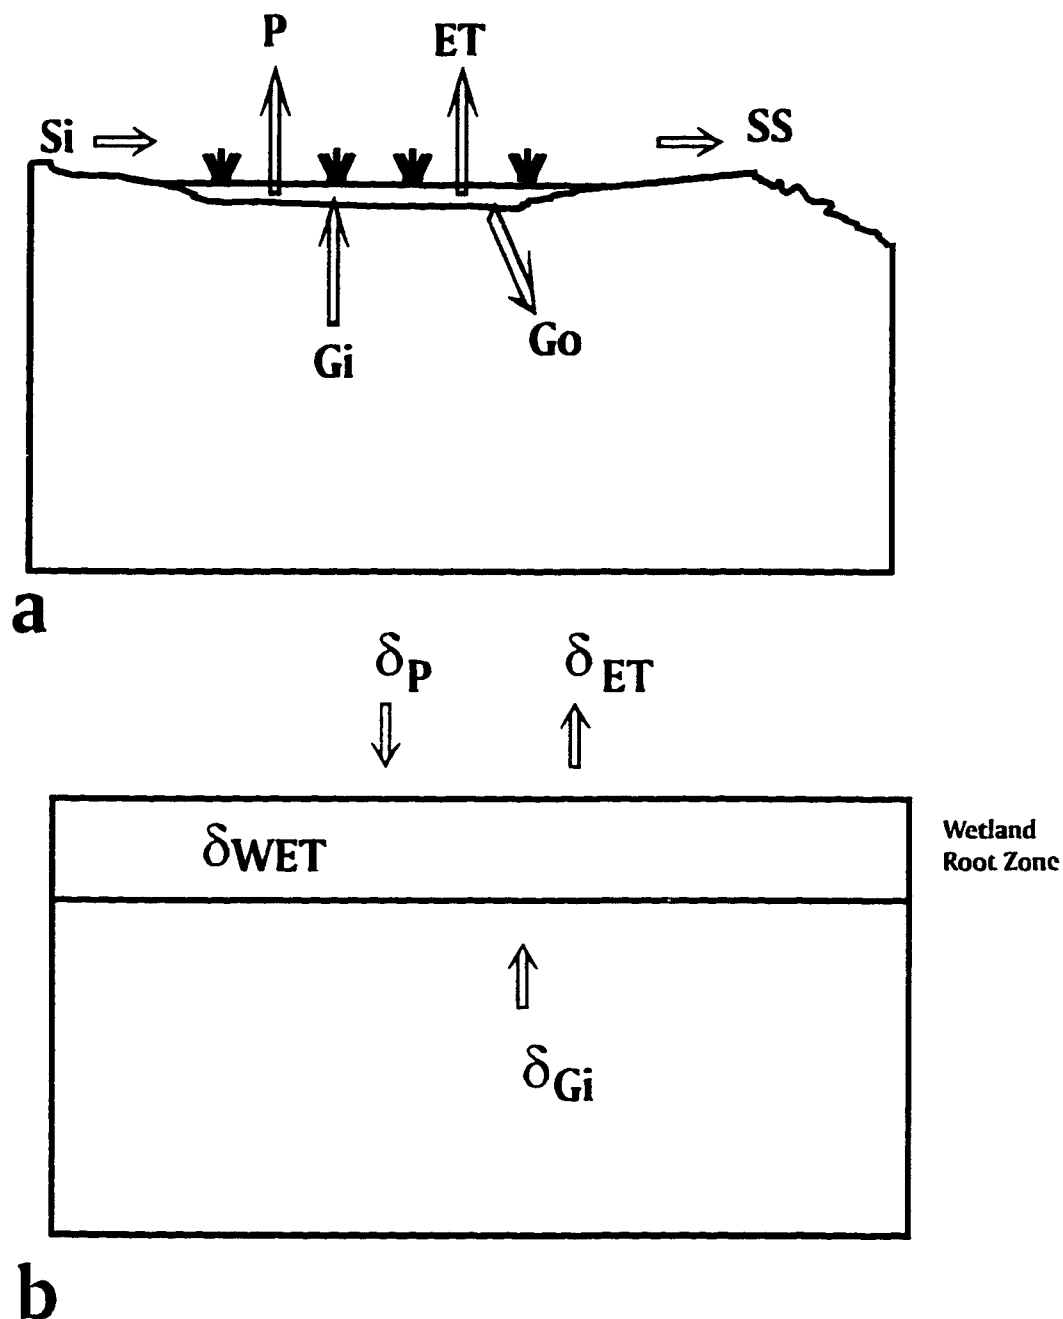 P ET
Si SS
Gi Go
a
δP δET
δWET
Wetland
Root Zone
δGi
b